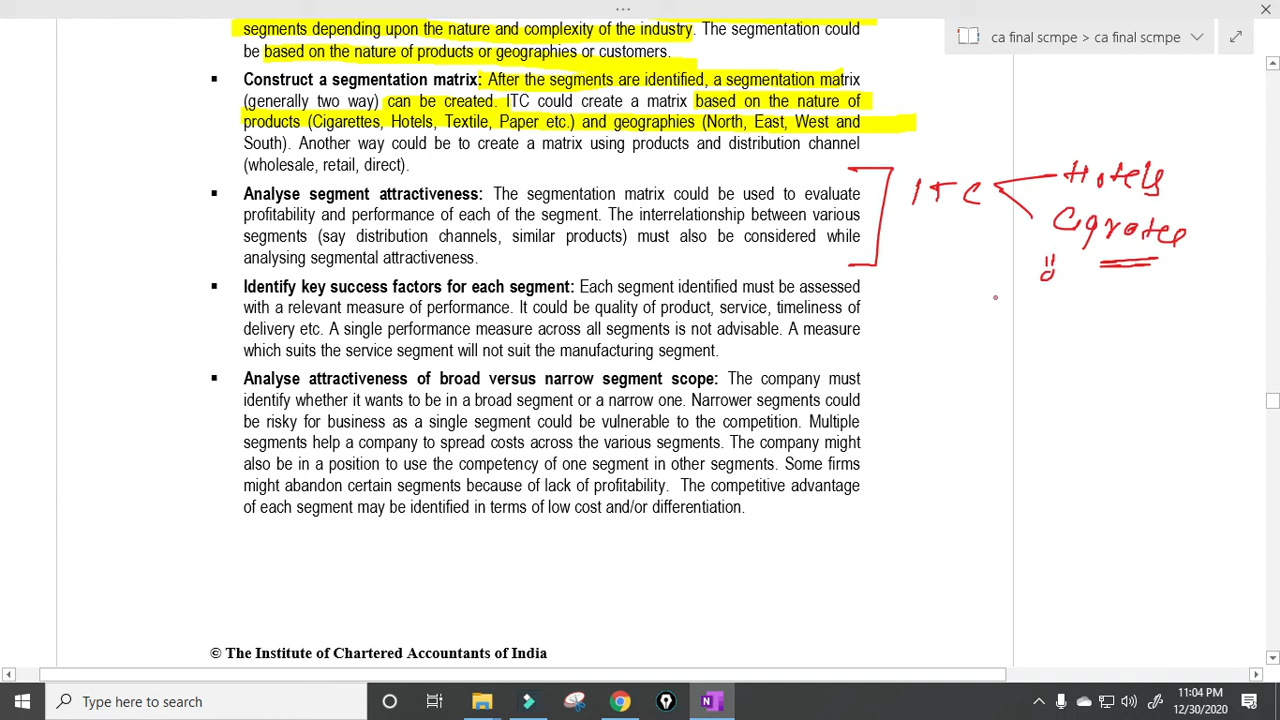 segments depending upon the nature and complexity of the industry. The segmentation could
be based on the nature of products or geographies or customers.
ca final scmpe > ca final scmpe
▪ Construct a segmentation matrix: After the segments are identified, a segmentation matrix
(generally two way) can be created. ITC could create a matrix based on the nature of
products (Cigarettes, Hotels, Textile, Paper etc.) and geographies (North, East, West and
South). Another way could be to create a matrix using products and distribution channel
(wholesale, retail, direct).
▪ Analyse segment attractiveness: The segmentation matrix could be used to evaluate
profitability and performance of each of the segment. The interrelationship between various
segments (say distribution channels, similar products) must also be considered while
analysing segmental attractiveness.
ITC
Hotels
▪ Identify key success factors for each segment: Each segment identified must be assessed
with a relevant measure of performance. It could be quality of product, service, timeliness of
delivery etc. A single performance measure across all segments is not advisable. A measure
which suits the service segment will not suit the manufacturing segment.
▪ Analyse attractiveness of broad versus narrow segment scope: The company must
identify whether it wants to be in a broad segment or a narrow one. Narrower segments could
be risky for business as a single segment could be vulnerable to the competition. Multiple
segments help a company to spread costs across the various segments. The company might
also be in a position to use the competency of one segment in other segments. Some firms
might abandon certain segments because of lack of profitability. The competitive advantage
of each segment may be identified in terms of low cost and/or differentiation.
© The Institute of Chartered Accountants of India
Type here to search
11:04 PM
12/30/2020